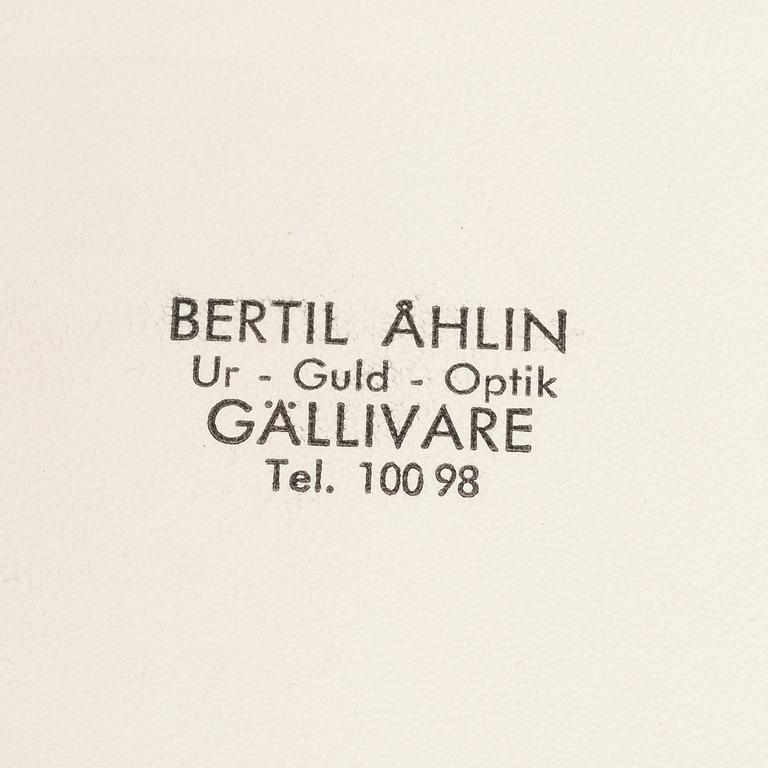 BERTIL ÅHLIN
Ur - Guld - Optik
GÄLLIVARE
Tel. 100 98